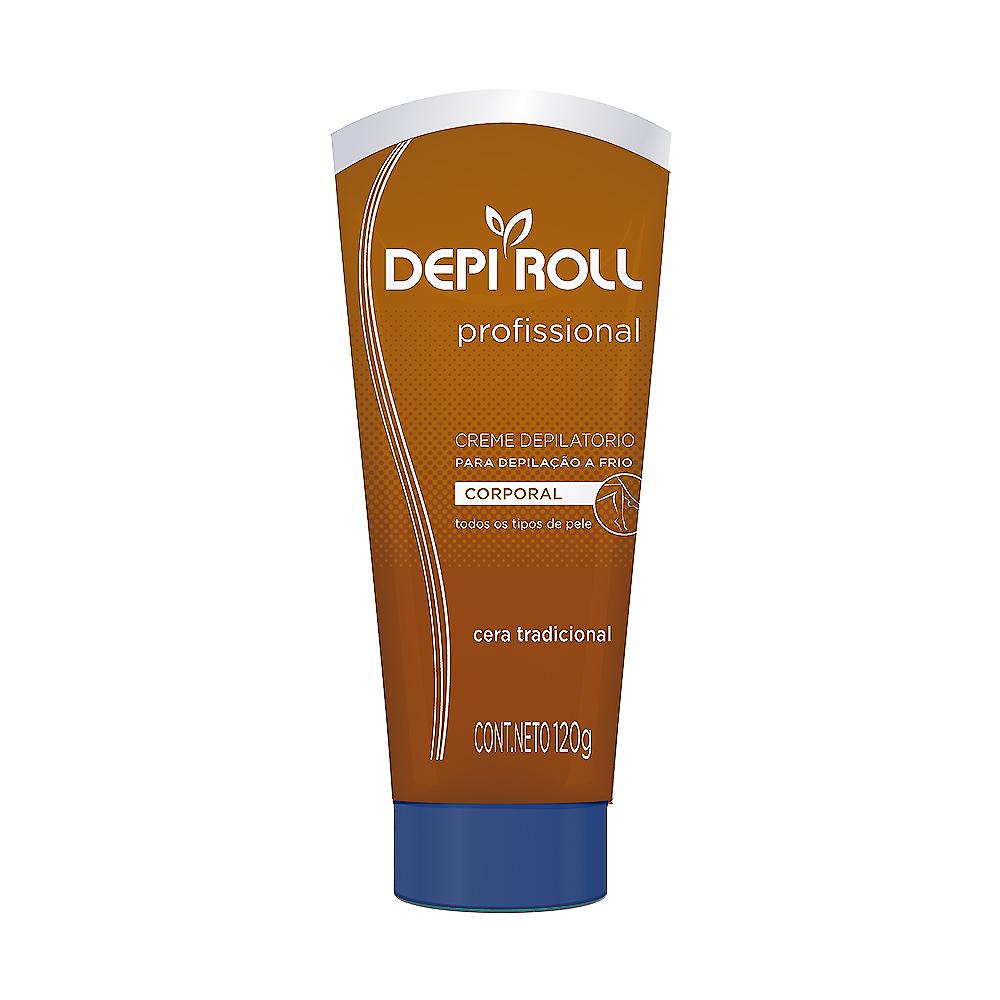 DEPI ROLL
profissional
CREME DEPILATORIO
PARA DEPILAÇÃO A FRIO
CORPORAL
todos os tipos de pele
cera tradicional
CONT.NETO 120g